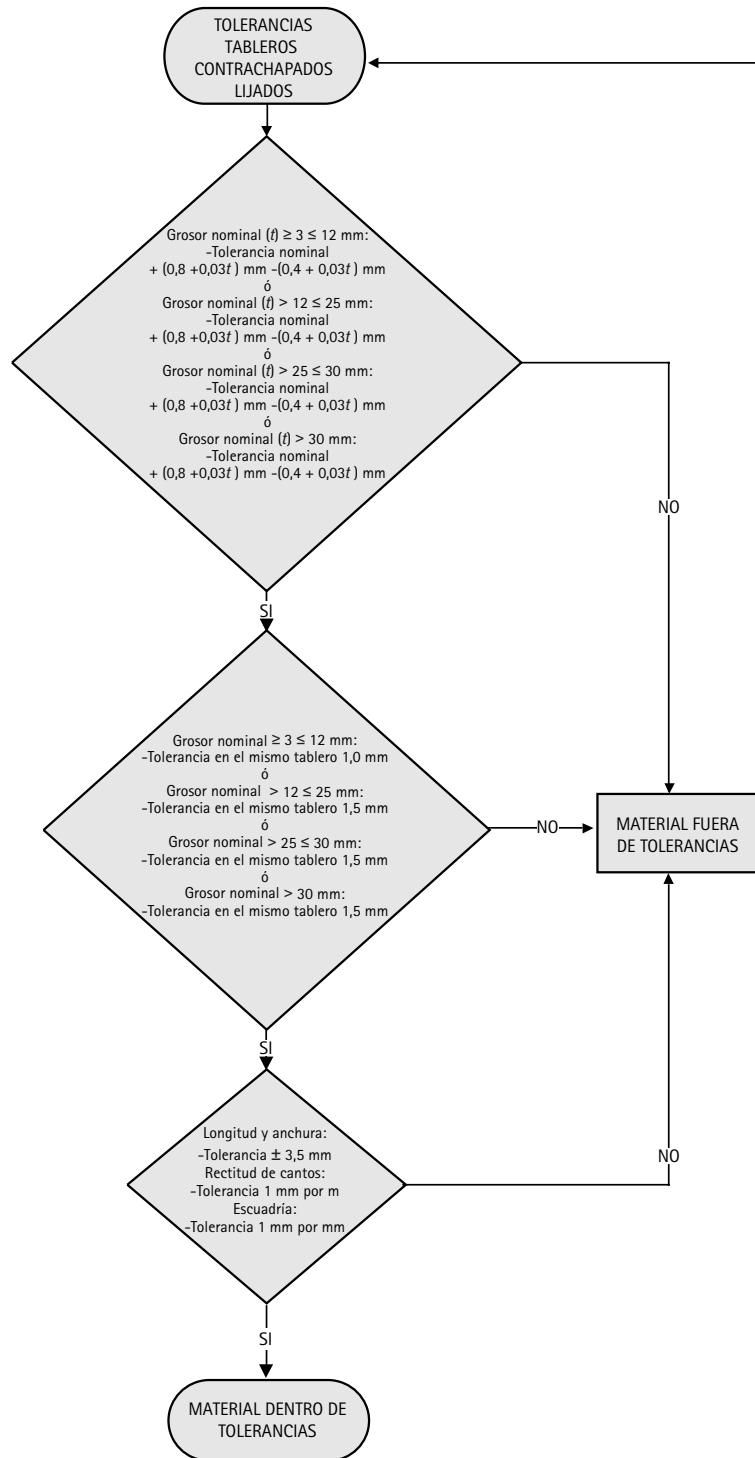 TOLERANCIAS
TABLEROS
CONTRACHAPADOS
LIJADOS
Grosor nominal (t) ≥ 3 ≤ 12 mm:
-Tolerancia nominal
+ (0,8 +0,03t ) mm -(0,4 + 0,03t ) mm
ó
Grosor nominal (t) > 12 ≤ 25 mm:
-Tolerancia nominal
+ (0,8 +0,03t ) mm -(0,4 + 0,03t ) mm
ó
Grosor nominal (t) > 25 ≤ 30 mm:
-Tolerancia nominal
+ (0,8 +0,03t ) mm -(0,4 + 0,03t ) mm
ó
Grosor nominal (t) > 30 mm:
-Tolerancia nominal
+ (0,8 +0,03t ) mm -(0,4 + 0,03t ) mm
NO
SI
Grosor nominal ≥ 3 ≤ 12 mm:
-Tolerancia en el mismo tablero 1,0 mm
ó
Grosor nominal > 12 ≤ 25 mm:
-Tolerancia en el mismo tablero 1,5 mm
ó
Grosor nominal > 25 ≤ 30 mm:
-Tolerancia en el mismo tablero 1,5 mm
ó
Grosor nominal > 30 mm:
-Tolerancia en el mismo tablero 1,5 mm
NO
MATERIAL FUERA
DE TOLERANCIAS
SI
Longitud y anchura:
-Tolerancia ± 3,5 mm
Rectitud de cantos:
-Tolerancia 1 mm por m
Escuadría:
-Tolerancia 1 mm por mm
NO
SI
MATERIAL DENTRO DE
TOLERANCIAS